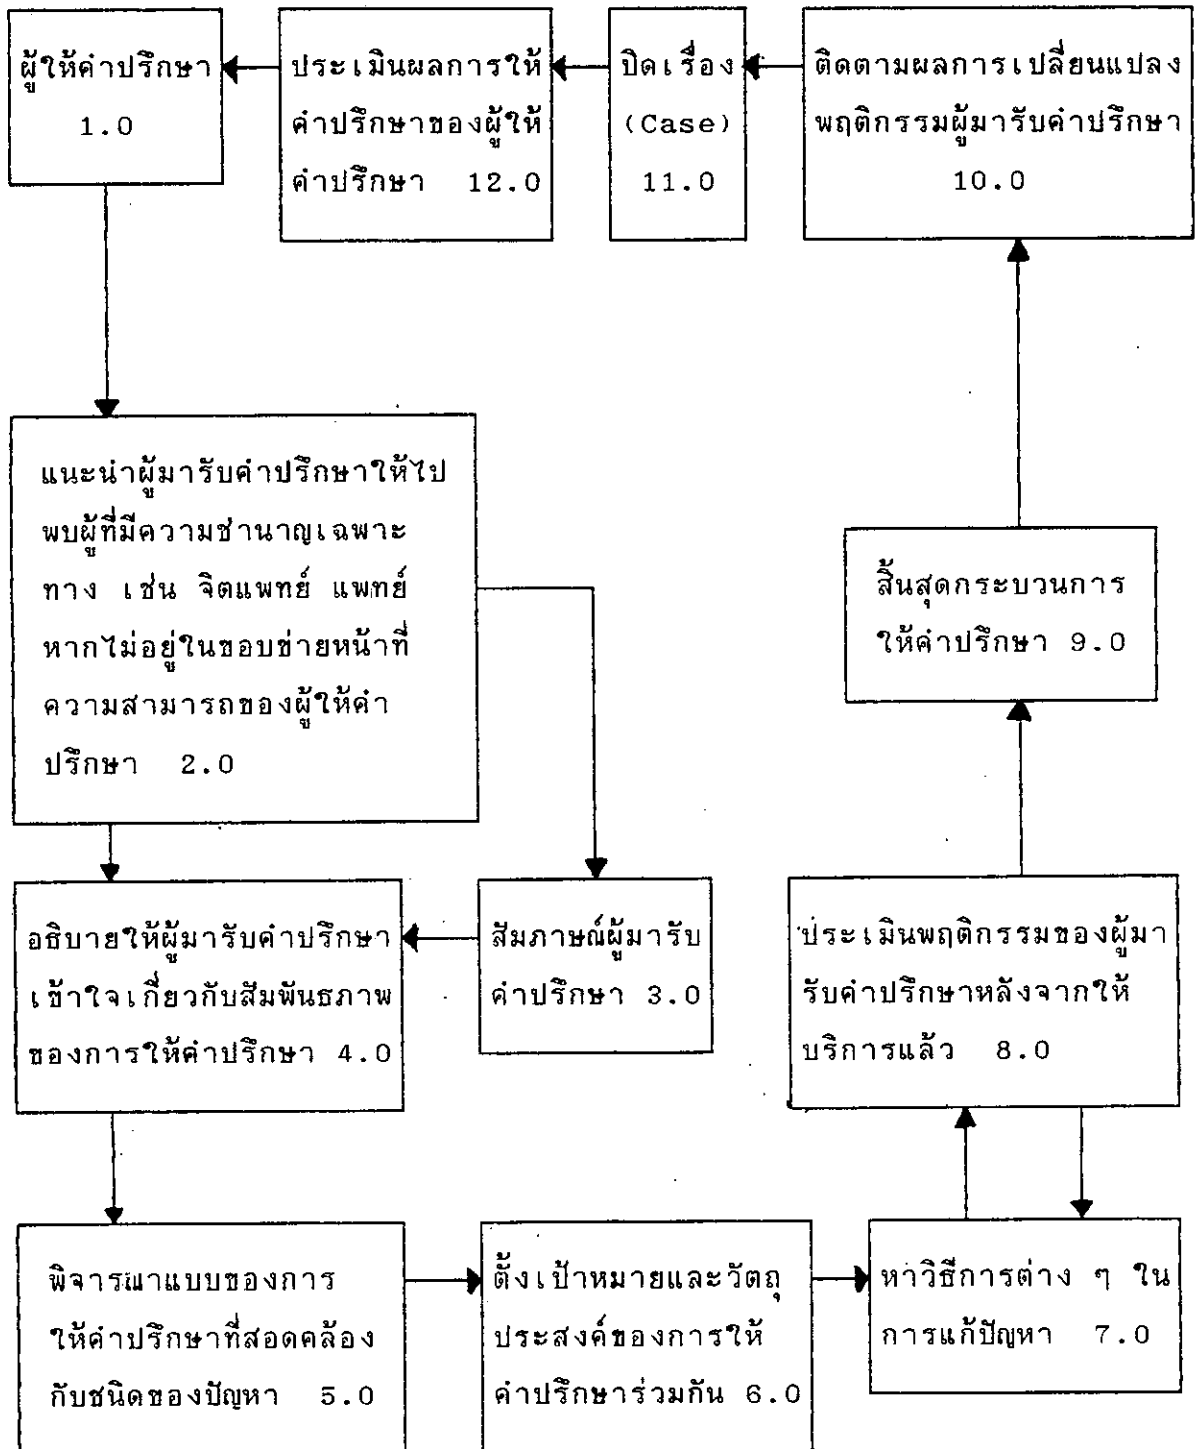 ผู้ให้คำปรึกษา
1.0
ประเมินผลการให้
คำปรึกษาของผู้ให้
คำปรึกษา 12.0
ปิดเรื่อง
(Case)
11.0
ติดตามผลการเปลี่ยนแปลง
พฤติกรรมผู้มารับคำปรึกษา
10.0
แนะนำผู้มารับคำปรึกษาให้ไป
พบผู้ที่มีความชำนาญเฉพาะ
ทาง เช่น จิตแพทย์ แพทย์
หากไม่อยู่ในขอบข่ายหน้าที่
ความสามารถของผู้ให้คำ
ปรึกษา 2.0
สิ้นสุดกระบวนการ
ให้คำปรึกษา 9.0
อธิบายให้ผู้มารับคำปรึกษา
เข้าใจเกี่ยวกับสัมพันธภาพ
ของการให้คำปรึกษา 4.0
สัมภาษณ์ผู้มารับ
คำปรึกษา 3.0
ประเมินพฤติกรรมของผู้มา
รับคำปรึกษาหลังจากให้
บริการแล้ว 8.0
พิจารณาแบบของการ
ให้คำปรึกษาที่สอดคล้อง
กับชนิดของปัญหา 5.0
ตั้งเป้าหมายและวัตถุ
ประสงค์ของการให้
คำปรึกษาร่วมกัน 6.0
หาวิธีการต่าง ๆ ใน
การแก้ปัญหา 7.0